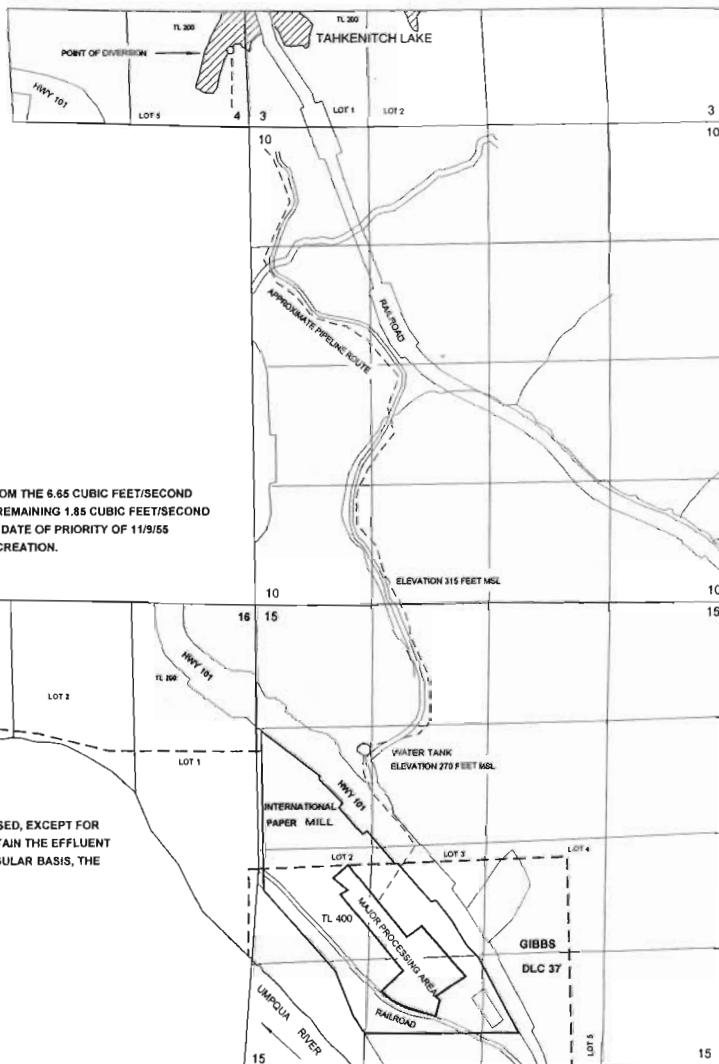 TL 200
TL 200
TAHKENITCH LAKE
POINT OF DIVERSION
HWY 101
LOT 5
4
3
LOT 1
LOT 2
3
10
10
APPROXIMATE PIPELINE ROUTE
RAILROAD
OM THE 6.65 CUBIC FEET/SECOND
REMAINING 1.85 CUBIC FEET/SECOND
DATE OF PRIORITY OF 11/9/55
CREATION.
ELEVATION 315 FEET MSL
10
10
16
15
15
HWY 101
TL 200
LOT 2
LOT 1
WATER TANK
ELEVATION 270 FEET MSL
HWY 101
INTERNATIONAL
PAPER MILL
SED, EXCEPT FOR
TAIN THE EFFLUENT
GULAR BASIS, THE
LOT 2
LOT 3
LOT 4
TL 400
MAJOR PROCESSING AREA
GIBBS
DLC 37
UMPQUA RIVER
RAILROAD
LOT 5
15
15